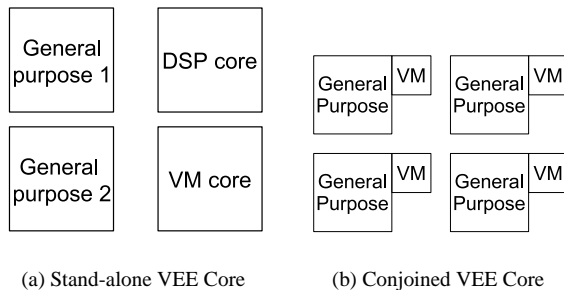 General
purpose 1
DSP core
General
purpose 2
VM core
General
Purpose
VM
General
Purpose
VM
General
Purpose
VM
General
Purpose
VM
(a) Stand-alone VEE Core
(b) Conjoined VEE Core